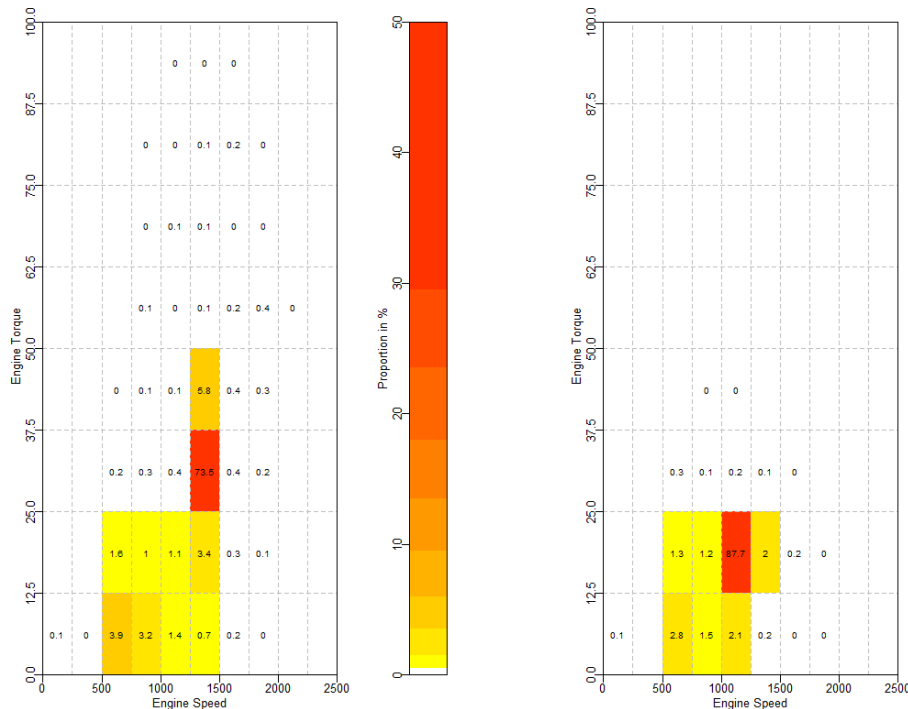 100.0
0 0 0
87.5
0 0 0.1 0.2 0
75.0
0 0.1 0.1 0 0
62.5
0.1 0 0.1 0.2 0.4 0
50.0
0 0.1 0.1 5.8 0.4 0.3
37.5
0.2 0.3 0.4 73.5 0.4 0.2
25.0
1.6 1 1.1 3.4 0.3 0.1
12.5
0.1 0 3.9 3.2 1.4 0.7 0.2 0
0.0
Engine Torque
0 500 1000 1500 2000 2500
Engine Speed
50
40
30
20
10
0
Proportion in %
100.0
87.5
75.0
62.5
50.0
0 0
37.5
0.3 0.1 0.2 0.1 0
25.0
1.3 1.2 87.7 2 0.2 0
12.5
0.1 2.8 1.5 2.1 0.2 0 0
0.0
Engine Torque
0 500 1000 1500 2000 2500
Engine Speed